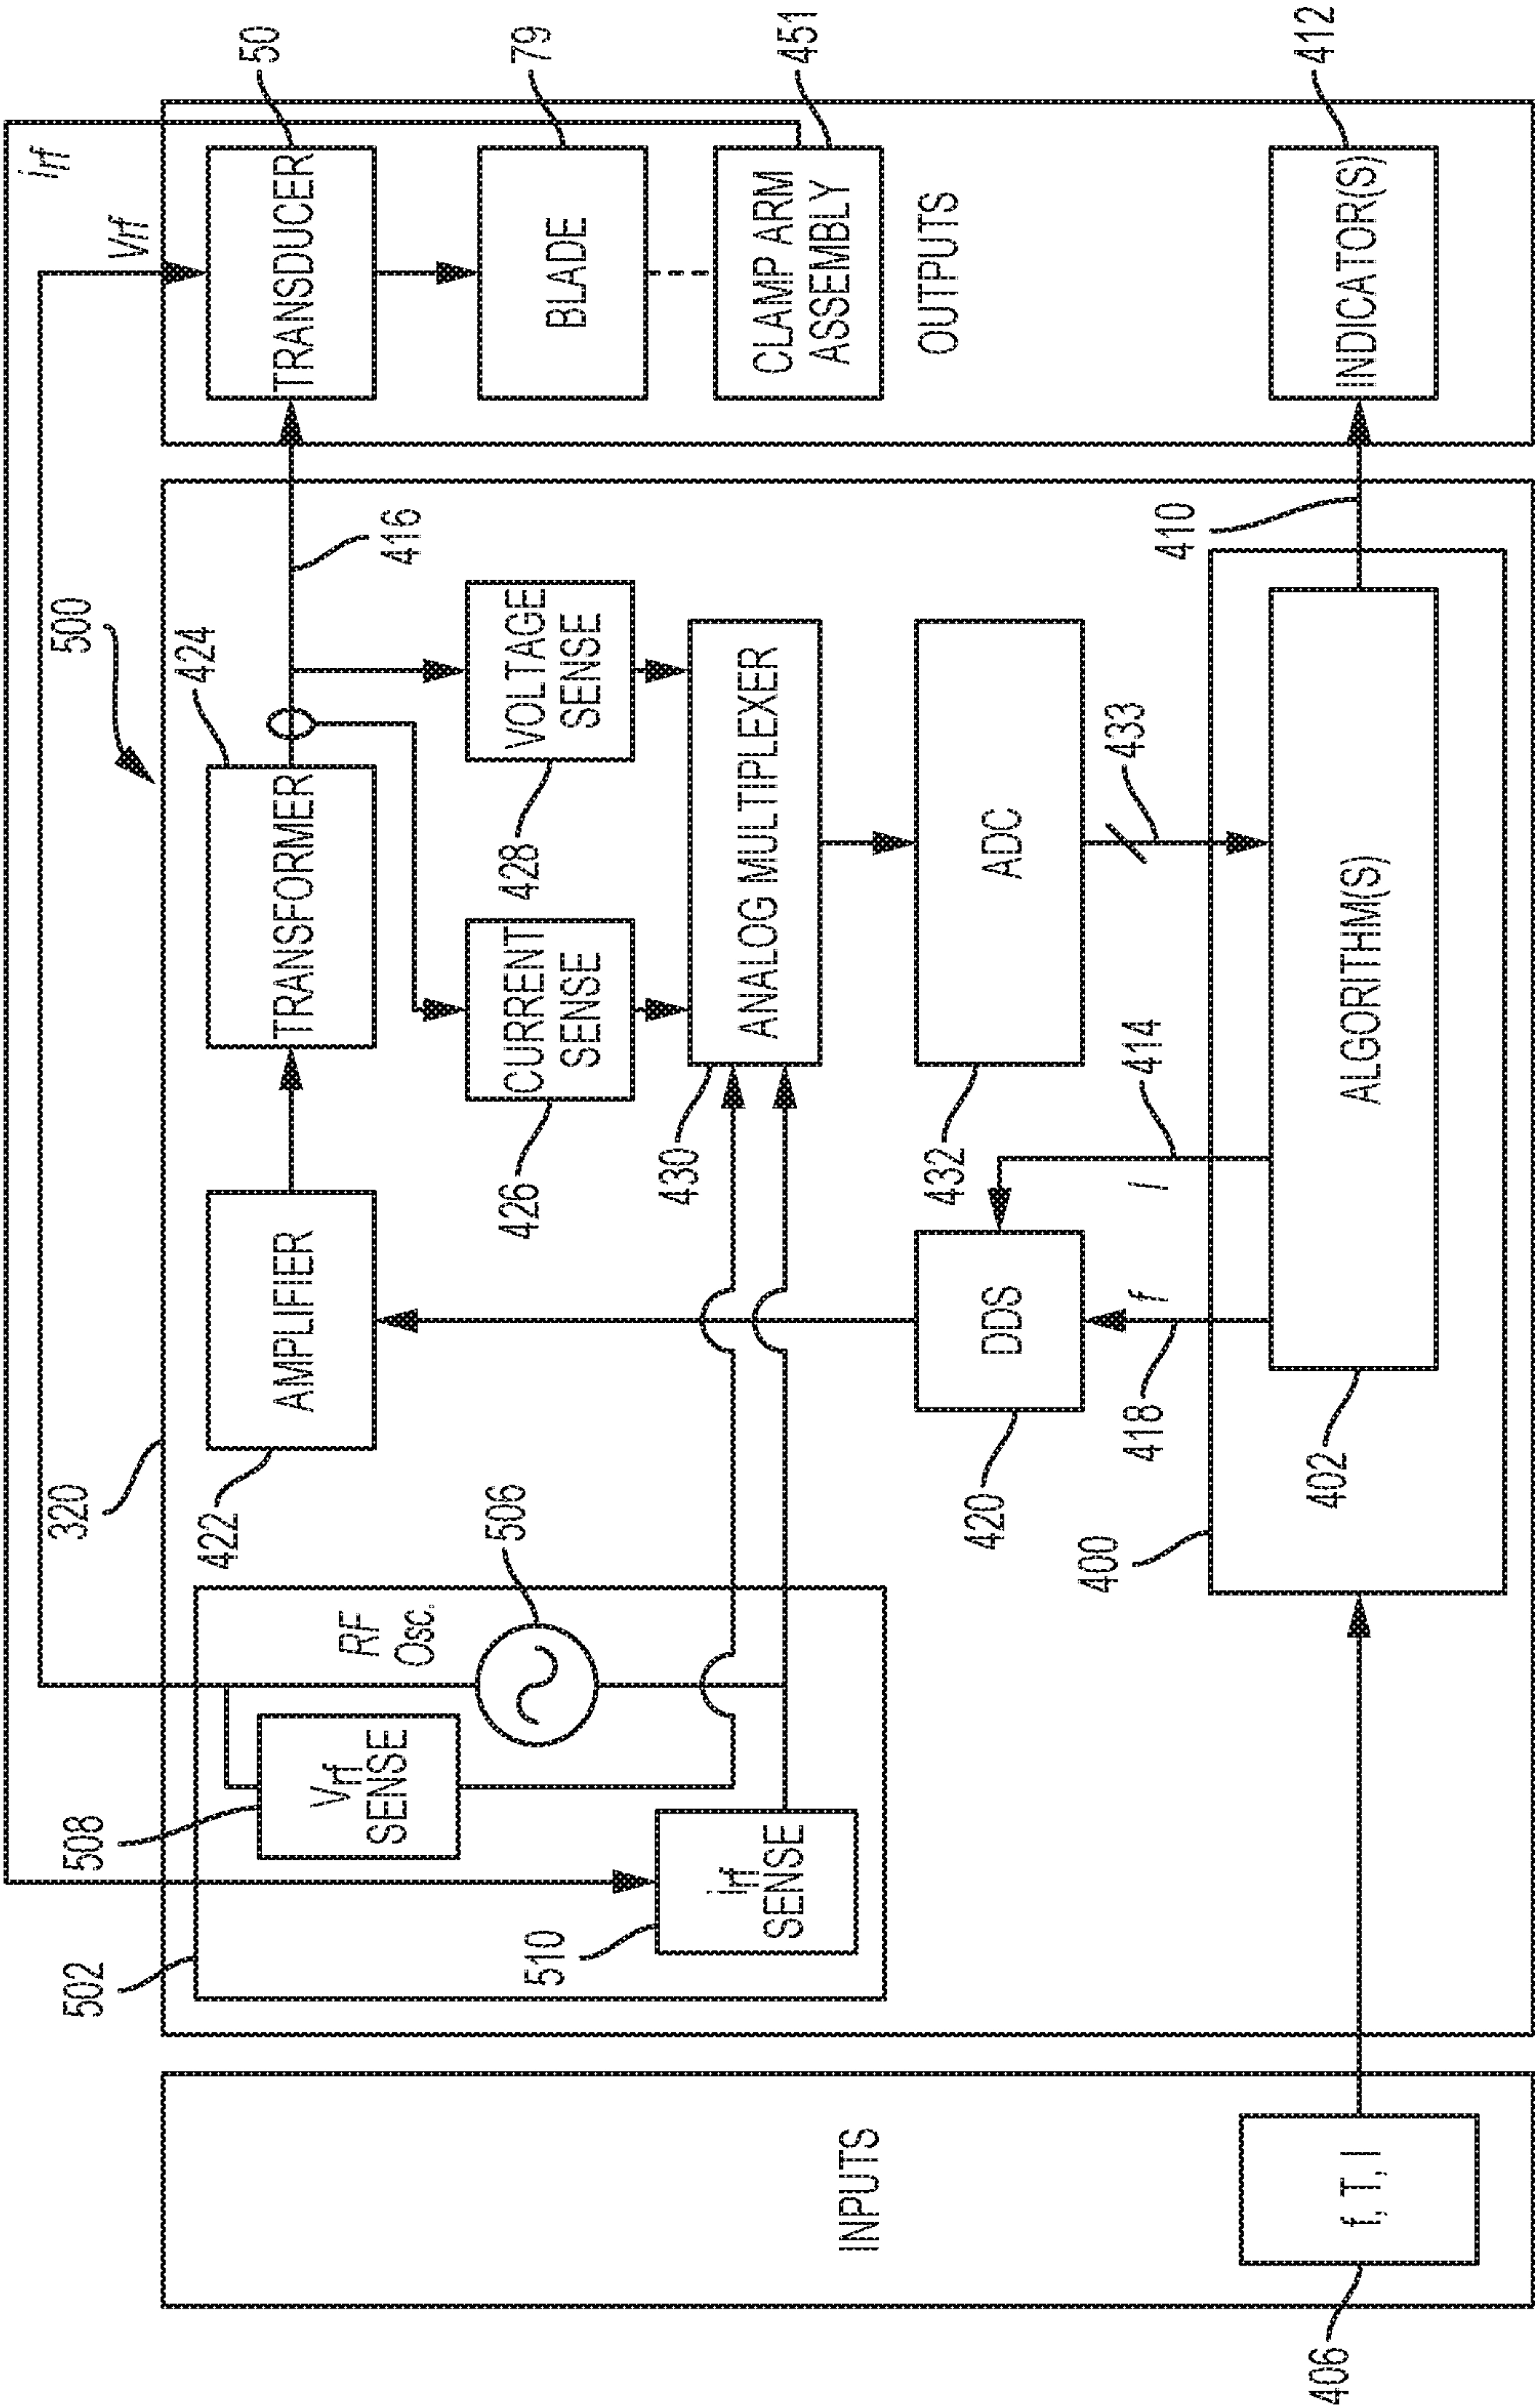 500
320
502
508
510
Vrf
SENSE
irf
SENSE
RF
Osc.
506
Vrf
irf
AMPLIFIER
422
TRANSFORMER
424
416
CURRENT
SENSE
426
VOLTAGE
SENSE
428
ANALOG MULTIPLEXER
430
ADC
432
433
DDS
420
418
f
I
414
400
ALGORITHM(S)
402
410
INPUTS
f, T, I
406
TRANSDUCER
50
BLADE
79
CLAMP ARM
ASSEMBLY
451
OUTPUTS
INDICATOR(S)
412